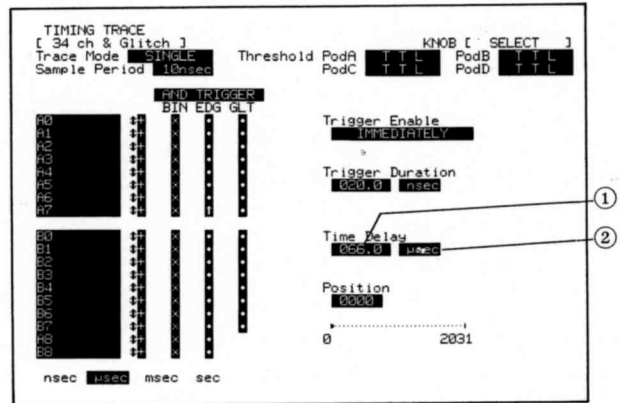 TIMING TRACE
[ 34 ch & Glitch ] KNOB [ SELECT ]
Trace Mode SINGLE Threshold PodA TTL PodB TTL
Sample Period 10nsec PodC TTL PodD TTL
AND TRIGGER
BIN EDG GLT
A0
A1
A2
A3
A4
A5
A6
A7
B0
B1
B2
B3
B4
B5
B6
B7
A8
B8
Trigger Enable
IMMEDIATELY
Trigger Duration
020.0 nsec
①
Time Delay
066.0 µsec
②
Position
0000
0 2031
nsec µsec msec sec